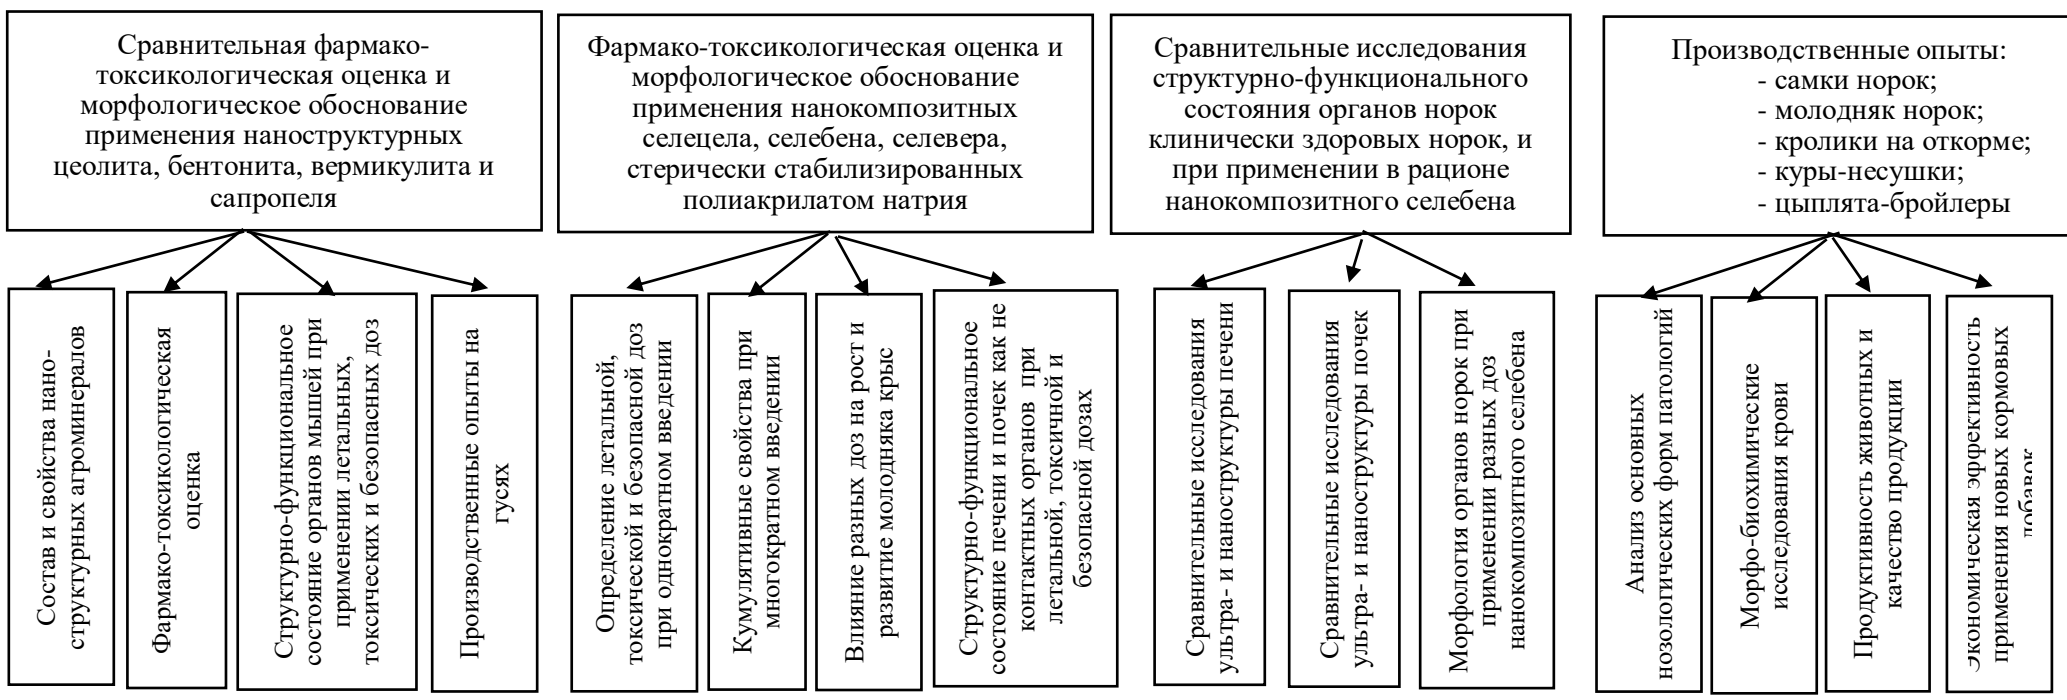 Сравнительная фармако-
токсикологическая оценка и
морфологическое обоснование
применения наноструктурных
цеолита, бентонита, вермикулита и
сапропеля
Фармако-токсикологическая оценка и
морфологическое обоснование
применения нанокомпозитных
селецела, селебена, селевера,
стерически стабилизированных
полиакрилатом натрия
Сравнительные исследования
структурно-функционального
состояния органов норок
клинически здоровых норок, и
при применении в рационе
нанокомпозитного селебена
Производственные опыты:
- самки норок;
- молодняк норок;
- кролики на откорме;
- куры-несушки;
- цыплята-бройлеры
Состав и свойства нано-
структурных агроминералов
Фармако-токсикологическая
оценка
Структурно-функциональное
состояние органов мышей при
применении летальных,
токсических и безопасных доз
Производственные опыты на
гусях
Определение летальной,
токсической и безопасной доз
при однократном введении
Кумулятивные свойства при
многократном введении
Влияние разных доз на рост и
развитие молодняка крыс
Структурно-функциональное
состояние печени и почек как не
контактных органов при
летальной, токсичной и
безопасной дозах
Сравнительные исследования
ультра- и наноструктуры печени
Сравнительные исследования
ультра- и наноструктуры почек
Морфология органов норок при
применении разных доз
нанокомпозитного селебена
Анализ основных
нозологических форм патологий
Морфо-биохимические
исследования крови
Продуктивность животных и
качество продукции
Экономическая эффективность
применения новых кормовых
добавок